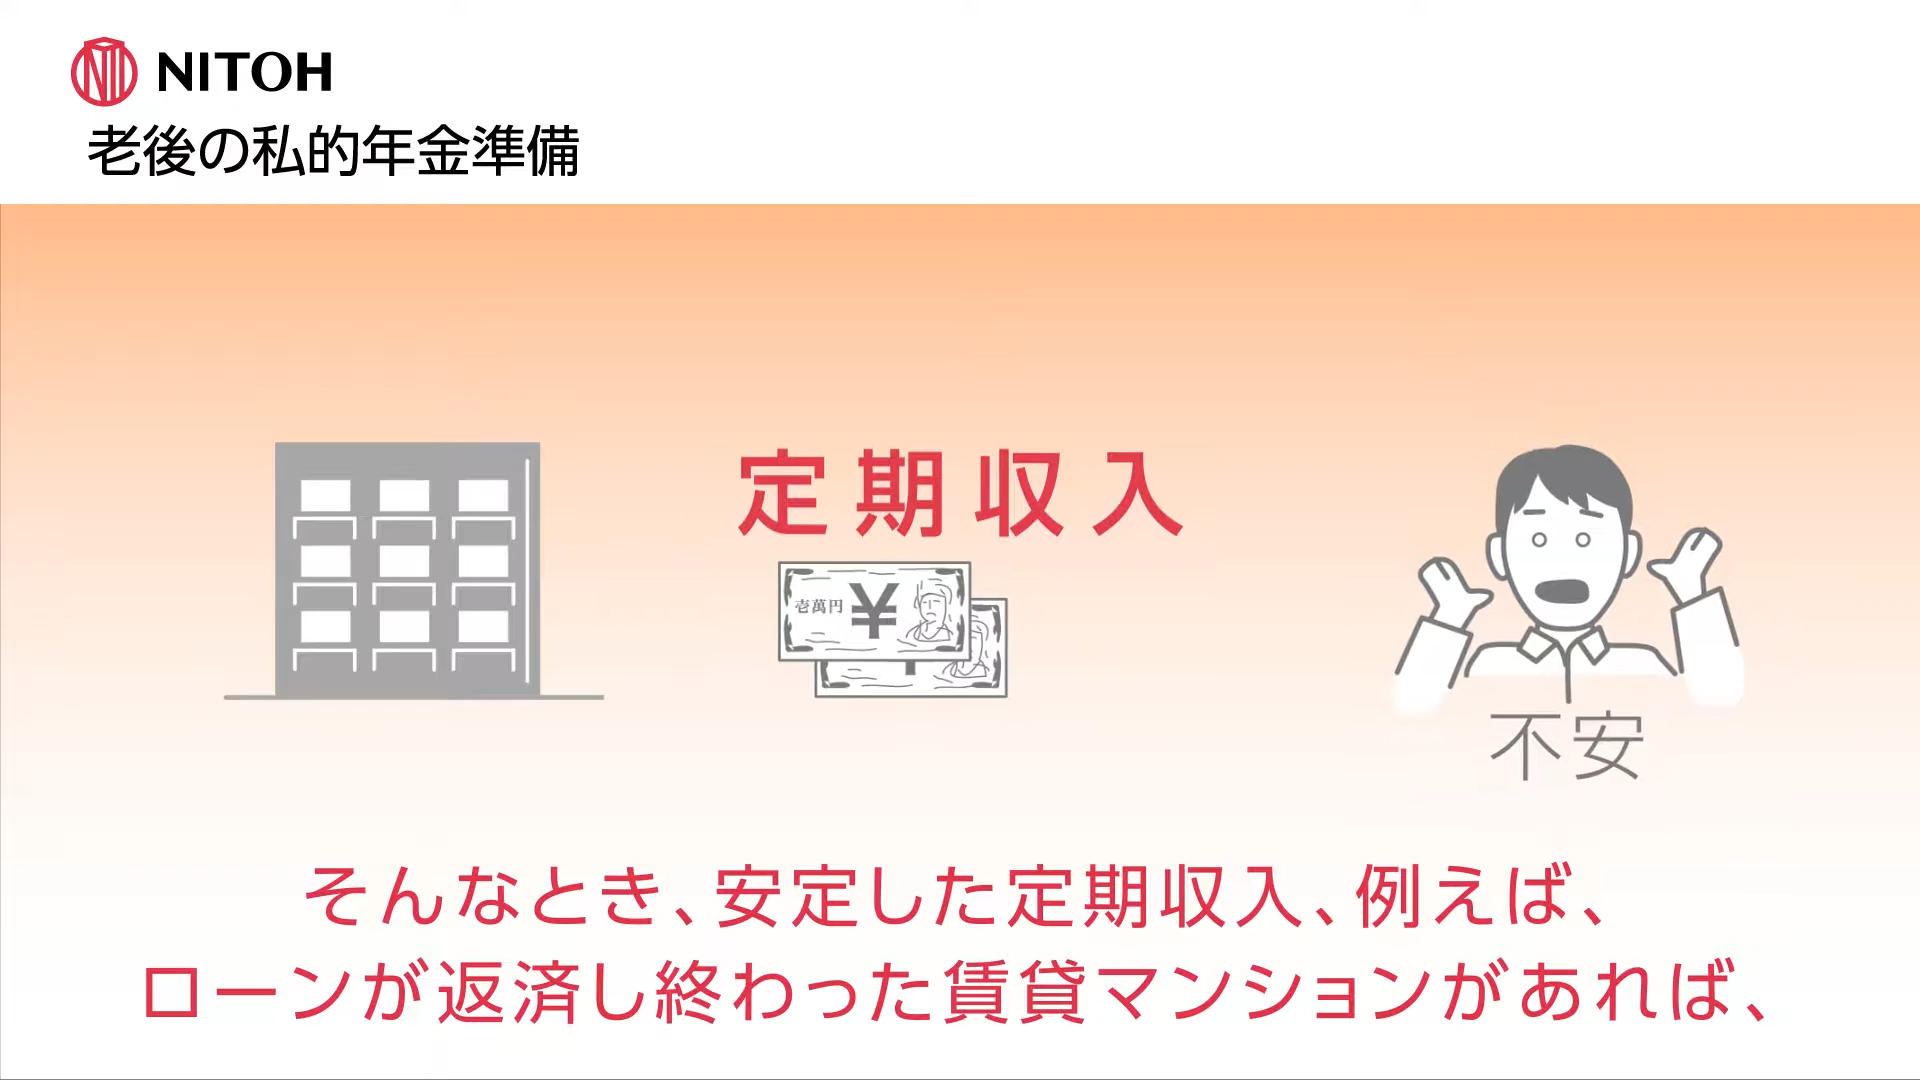 NITOH
老後の私的年金準備
定期収入
壱萬円
¥
不安
そんなとき、安定した定期収入、例えば、
ローンが返済し終わった賃貸マンションがあれば、